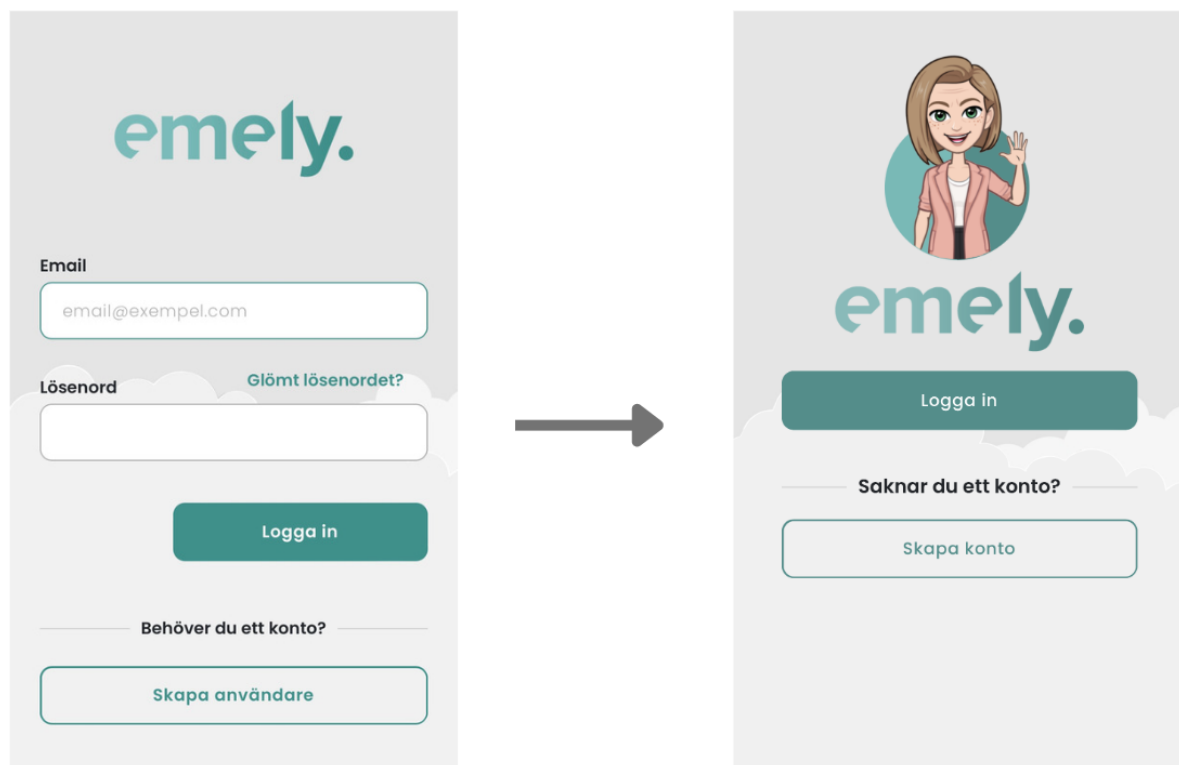 emely.
Email
email@exempel.com
Lösenord Glömt lösenordet?
Logga in
Behöver du ett konto?
Skapa användare
emely.
Logga in
Saknar du ett konto?
Skapa konto